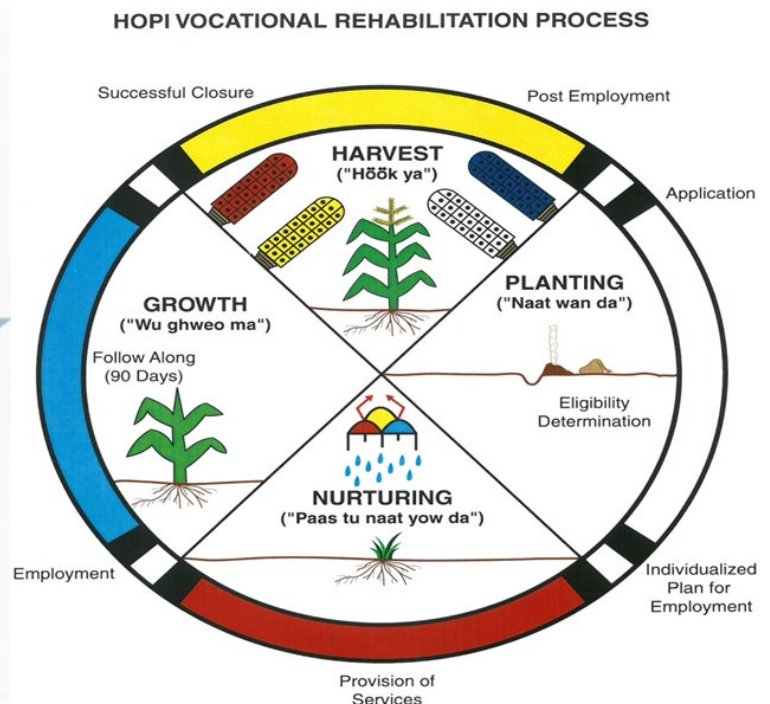 HOPI VOCATIONAL REHABILITATION PROCESS
Successful Closure
Post Employment
HARVEST
("Höök ya")
Application
PLANTING
("Naat wan da")
GROWTH
("Wu ghweo ma")
Follow Along
(90 Days)
Eligibility
Determination
NURTURING
("Paas tu naat yow da")
Employment
Individualized
Plan for
Employment
Provision of
Services